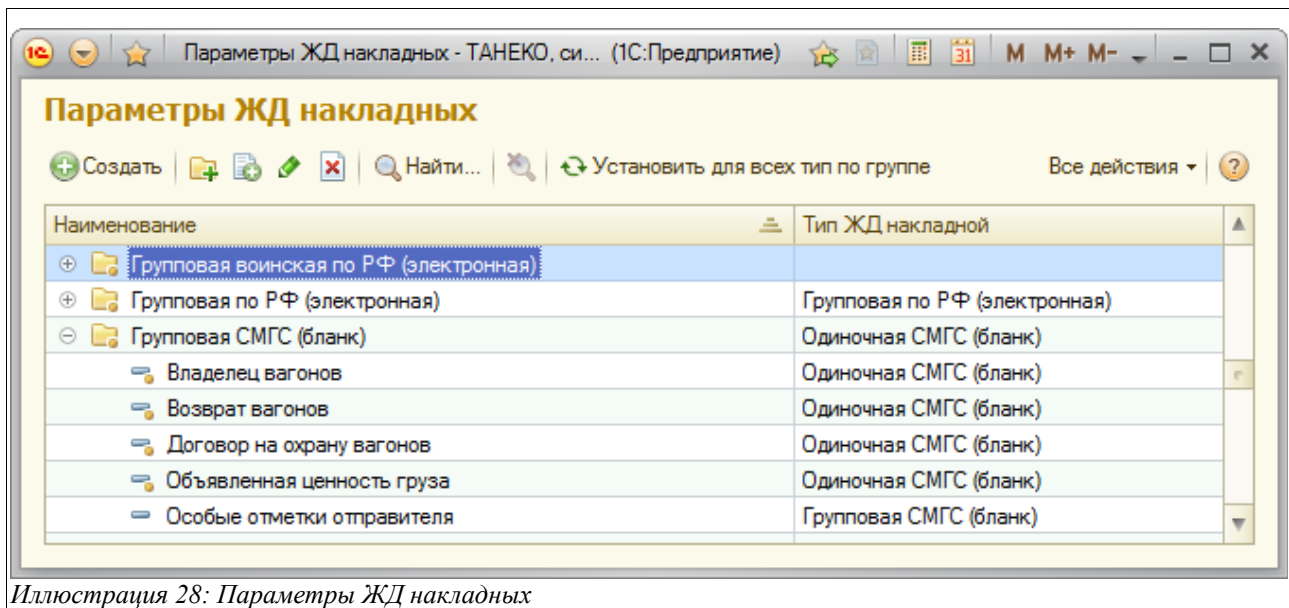 1С Параметры ЖД накладных - ТАНЕКО, си... (1С:Предприятие) 31 M M+ M-
Параметры ЖД накладных
Создать Найти... Установить для всех тип по группе Все действия ?
Наименование Тип ЖД накладной
Групповая воинская по РФ (электронная)
Групповая по РФ (электронная) Групповая по РФ (электронная)
Групповая СМГС (бланк) Одиночная СМГС (бланк)
Владелец вагонов Одиночная СМГС (бланк)
Возврат вагонов Одиночная СМГС (бланк)
Договор на охрану вагонов Одиночная СМГС (бланк)
Объявленная ценность груза Одиночная СМГС (бланк)
Особые отметки отправителя Групповая СМГС (бланк)
Иллюстрация 28: Параметры ЖД накладных